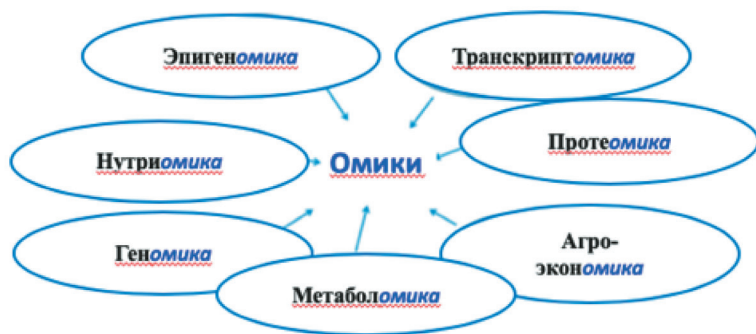 Эпигеномика
Транскриптомика
Протеомика
Нутриомика
Омики
Геномика
Агро-
экономика
Метаболомика